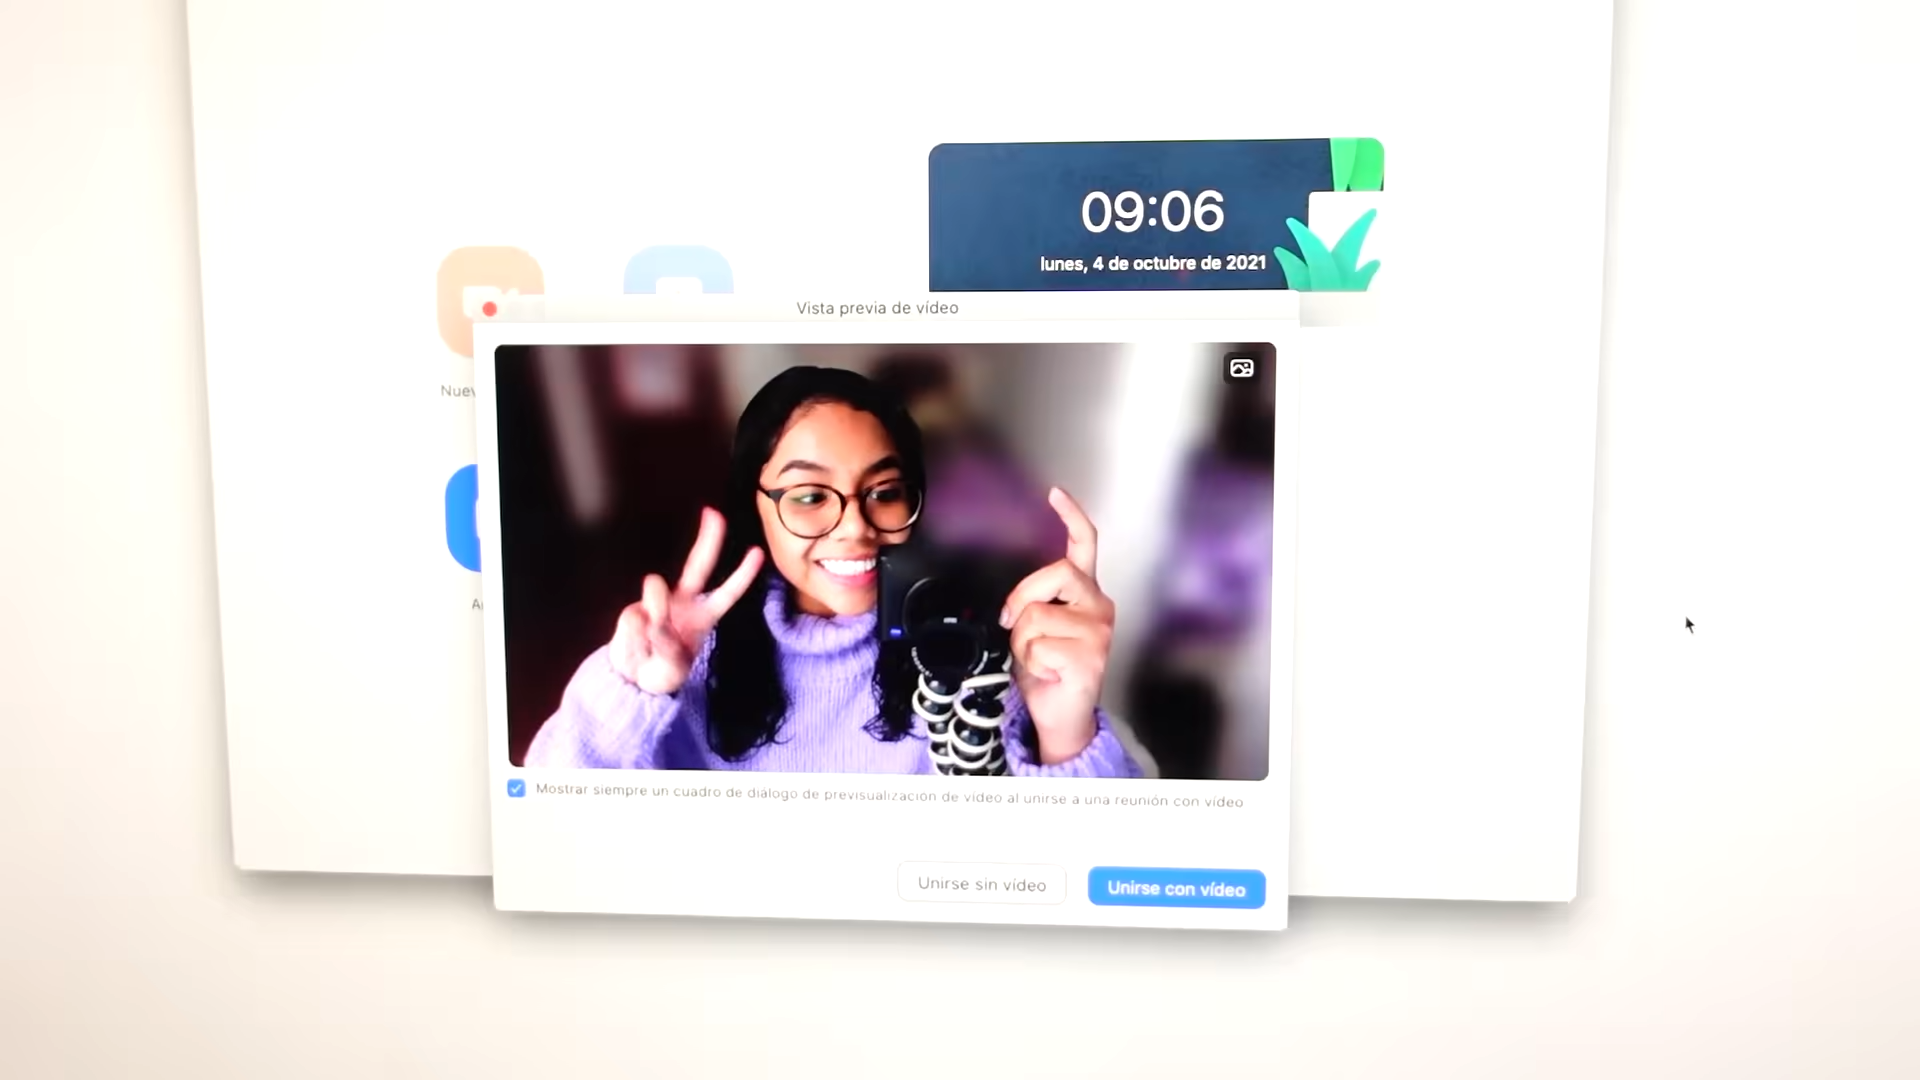 09:06
lunes, 4 de octubre de 2021
Vista previa de vídeo
Mostrar siempre un cuadro de diálogo de previsualización de vídeo al unirse a una reunión con vídeo
Unirse sin vídeo
Unirse con vídeo